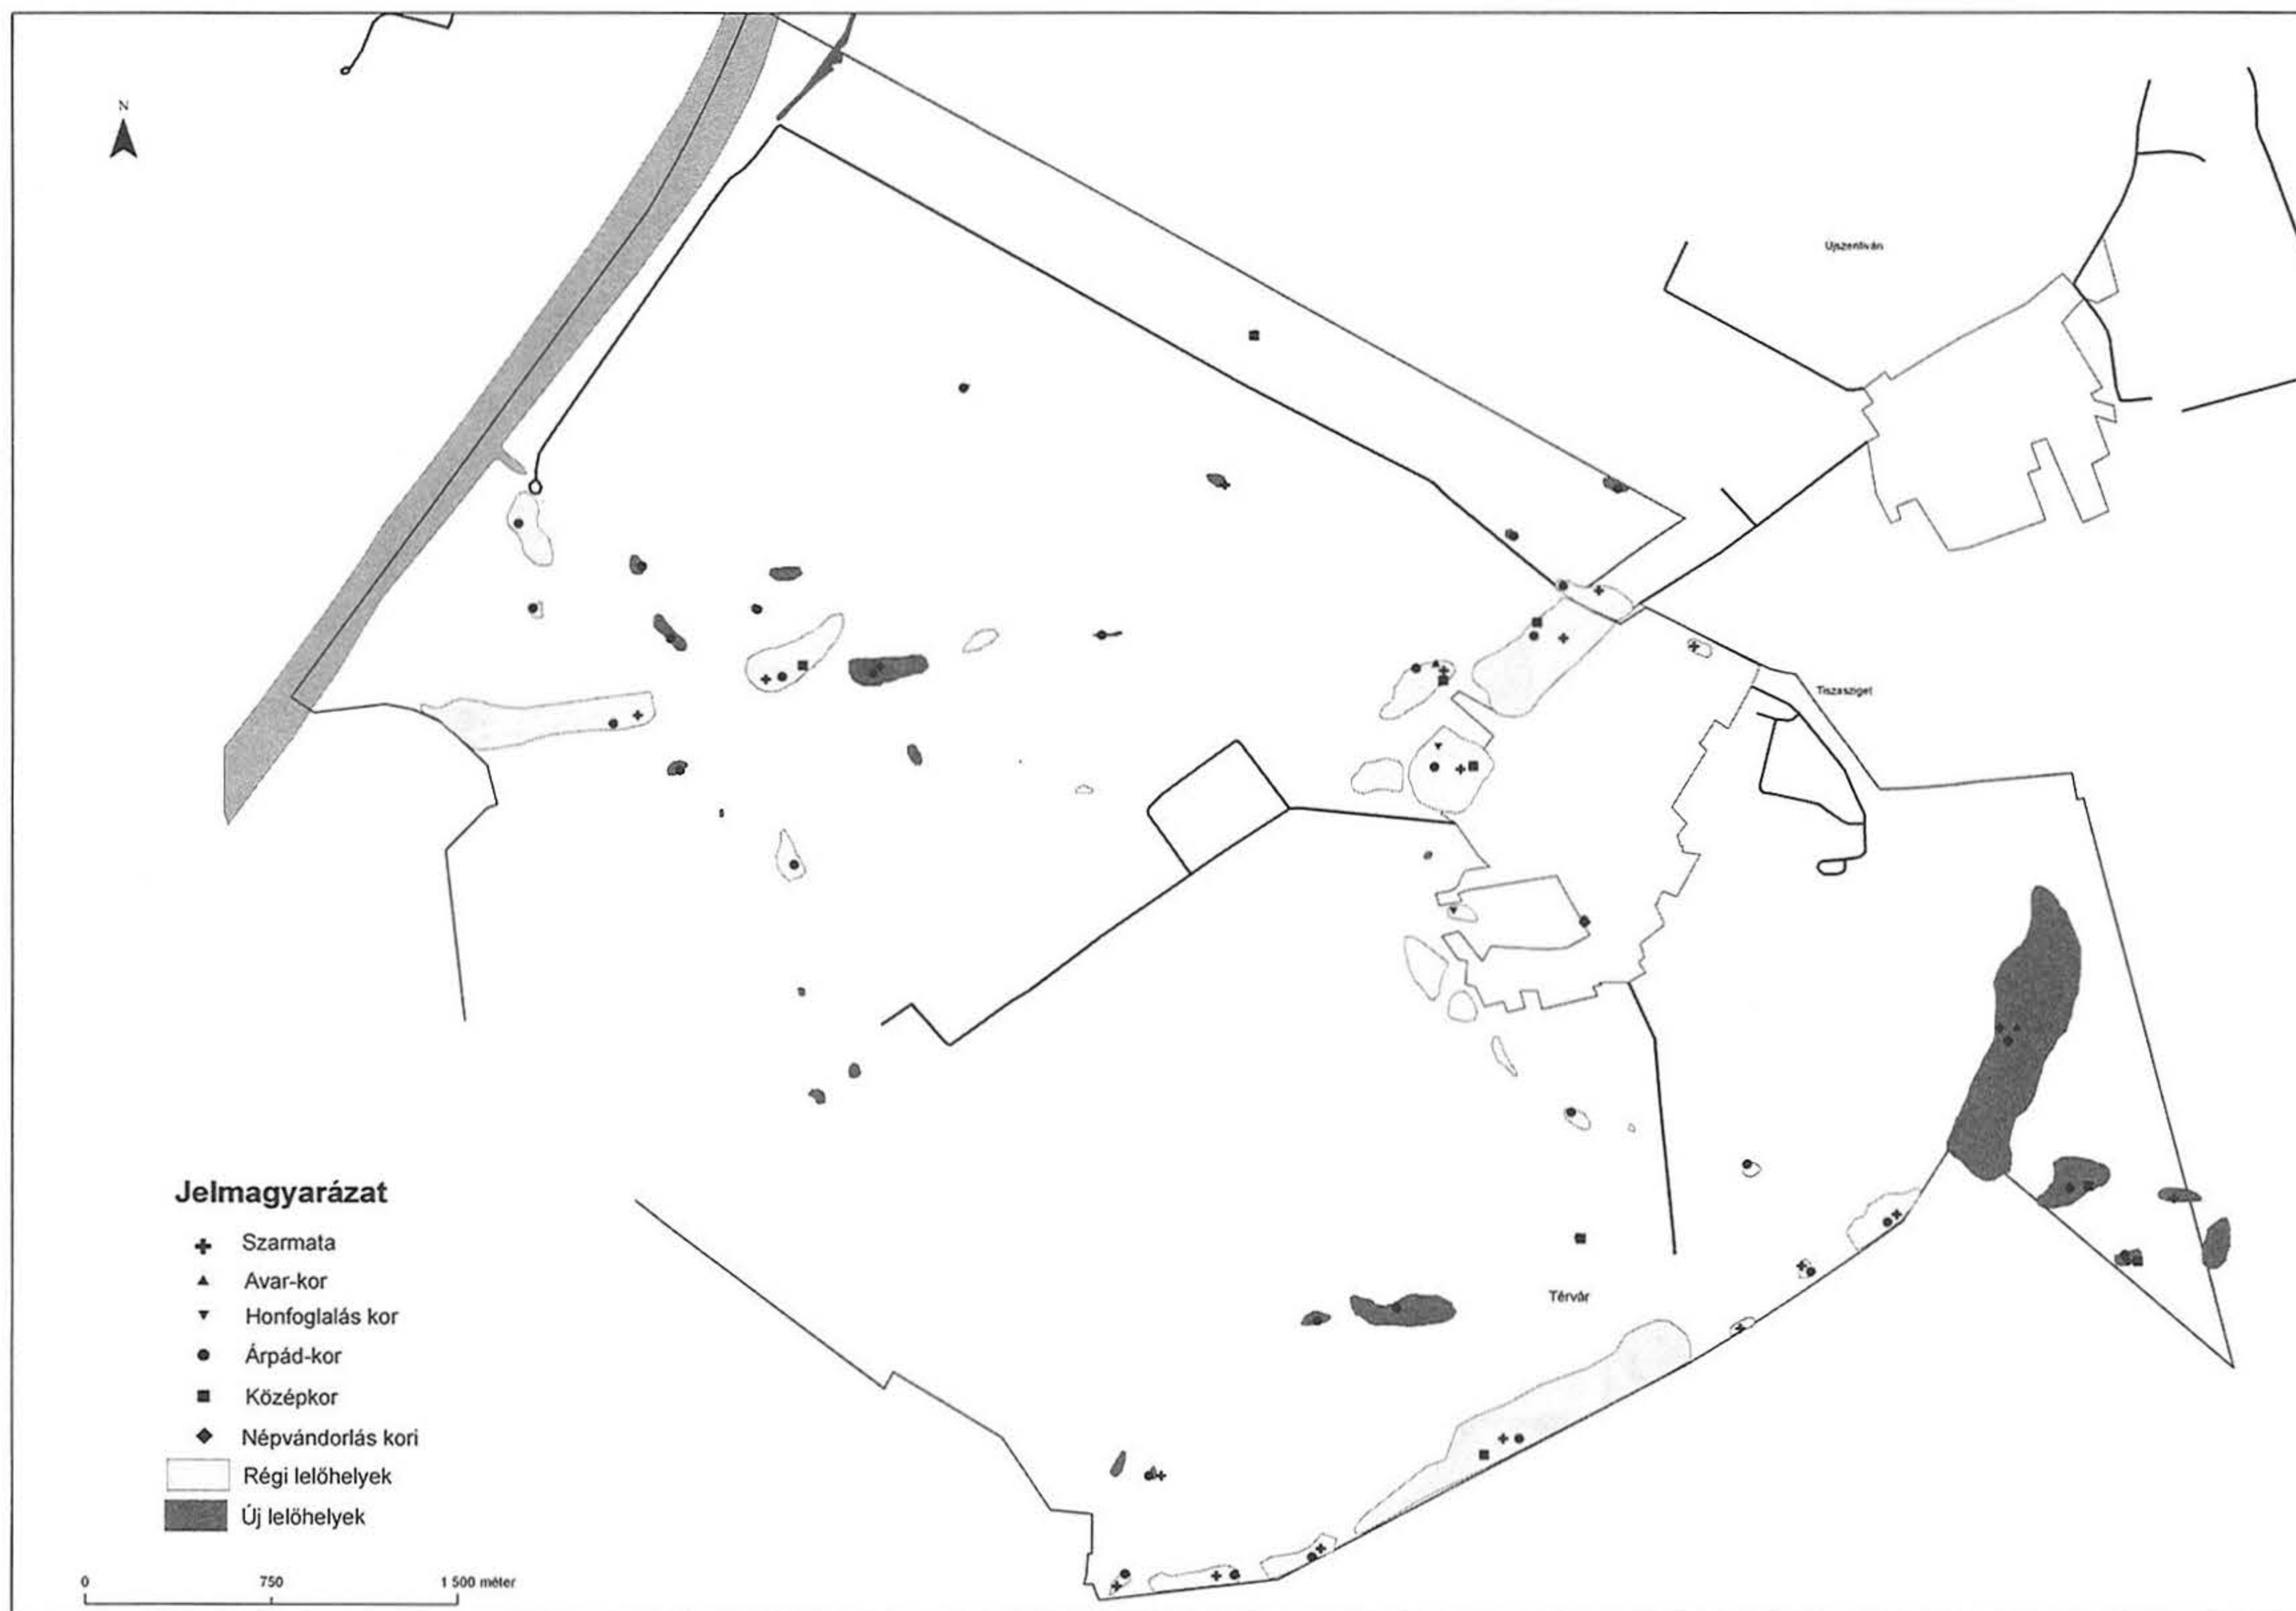 N
Újszentiván
Tiszasziget
Térvár
Jelmagyarázat
Szarmata
Avar-kor
Honfoglalás kor
Árpád-kor
Középkor
Népvándorlás kori
Régi lelőhelyek
Új lelőhelyek
0 750 1 500 méter